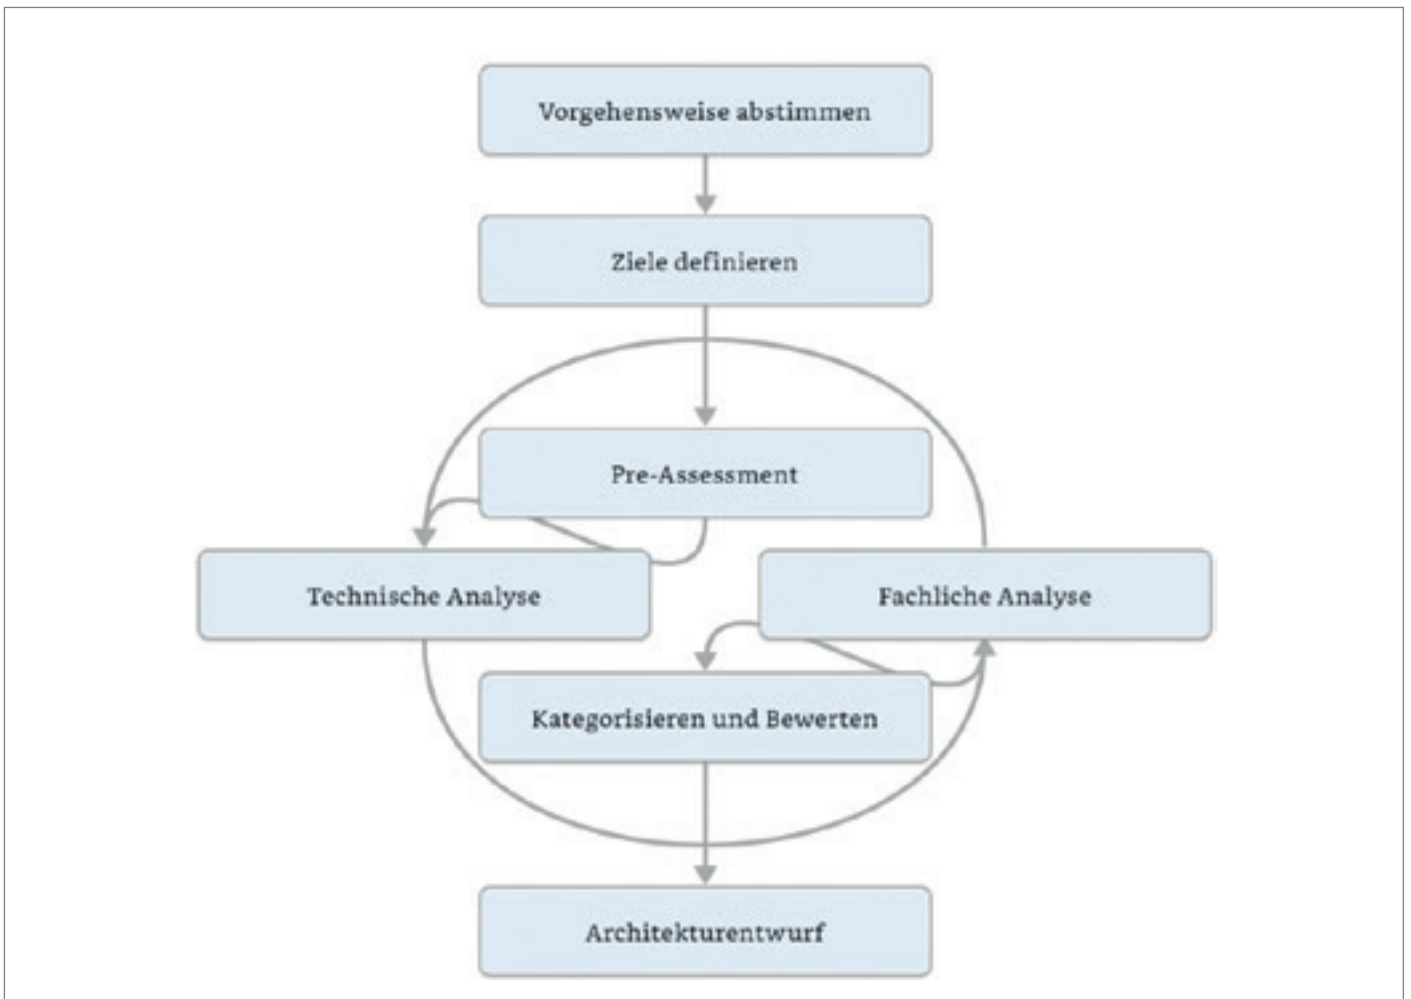 Vorgehensweise abstimmen
Ziele definieren
Pre-Assessment
Technische Analyse
Fachliche Analyse
Kategorisieren und Bewerten
Architekturentwurf